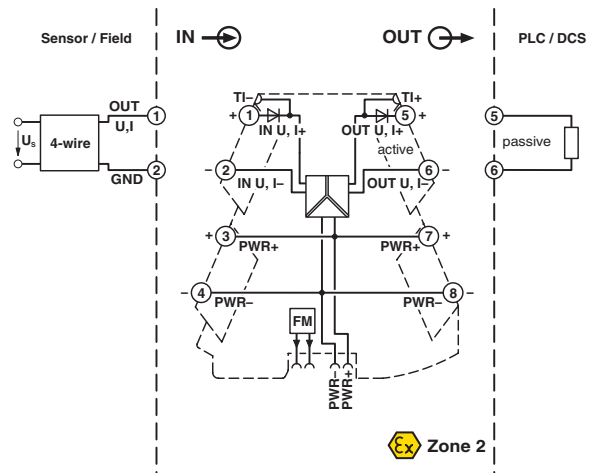 Sensor / Field
IN
OUT
PLC / DCS
TI–
TI+
OUT
U,I
1
+ 1
5 +
5
IN U, I+
OUT U, I+
Us
4-wire
active
passive
2
GND
– 2
6 –
6
IN U, I–
OUT U, I–
+ 3
7 +
PWR+
PWR+
– 4
8 –
PWR–
PWR–
FM
PWR–
PWR+
Ex Zone 2